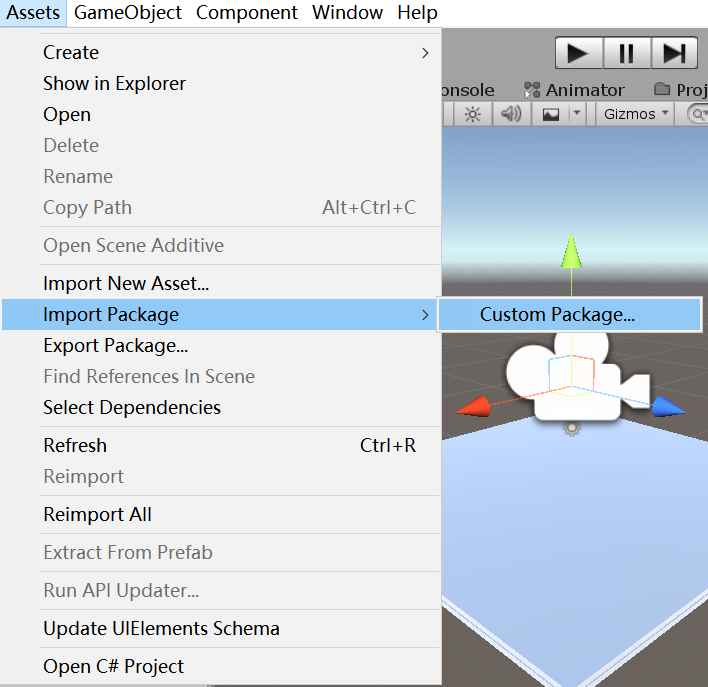 Assets GameObject Component Window Help
Create
Show in Explorer
Open
Delete
Rename
Copy Path Alt+Ctrl+C
Open Scene Additive
Import New Asset...
Import Package Custom Package...
Export Package...
Find References In Scene
Select Dependencies
Refresh Ctrl+R
Reimport
Reimport All
Extract From Prefab
Run API Updater...
Update UIElements Schema
Open C# Project
onsole Animator Proj
Gizmos